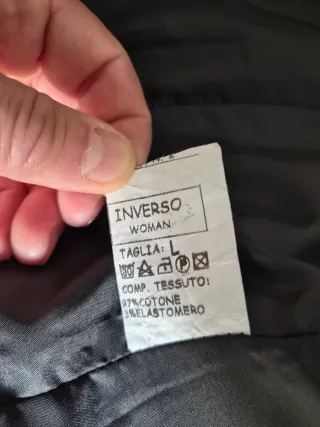 INVERSO
WOMAN
TAGLIA: L
COMP. TESSUTO:
97%COTONE
3%ELASTOMERO